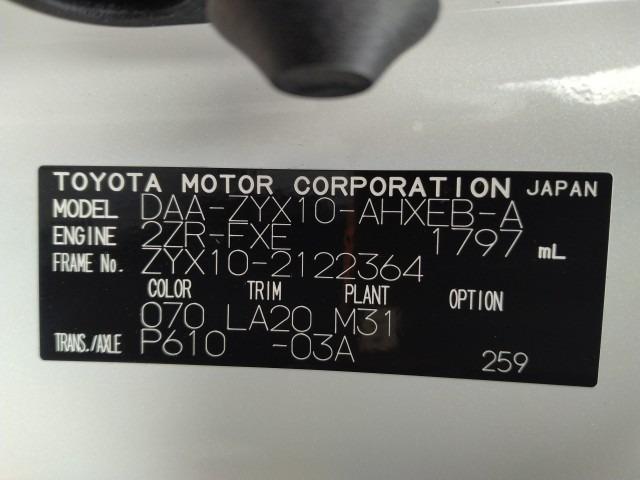 TOYOTA MOTOR CORPORATION JAPAN
MODEL DAA-ZYX10-AHXEB-A
ENGINE 2ZR-FXE 1797 mL
FRAME No. ZYX10-2122364
COLOR TRIM PLANT OPTION
070 LA20 M31
TRANS./AXLE P610 -03A 259